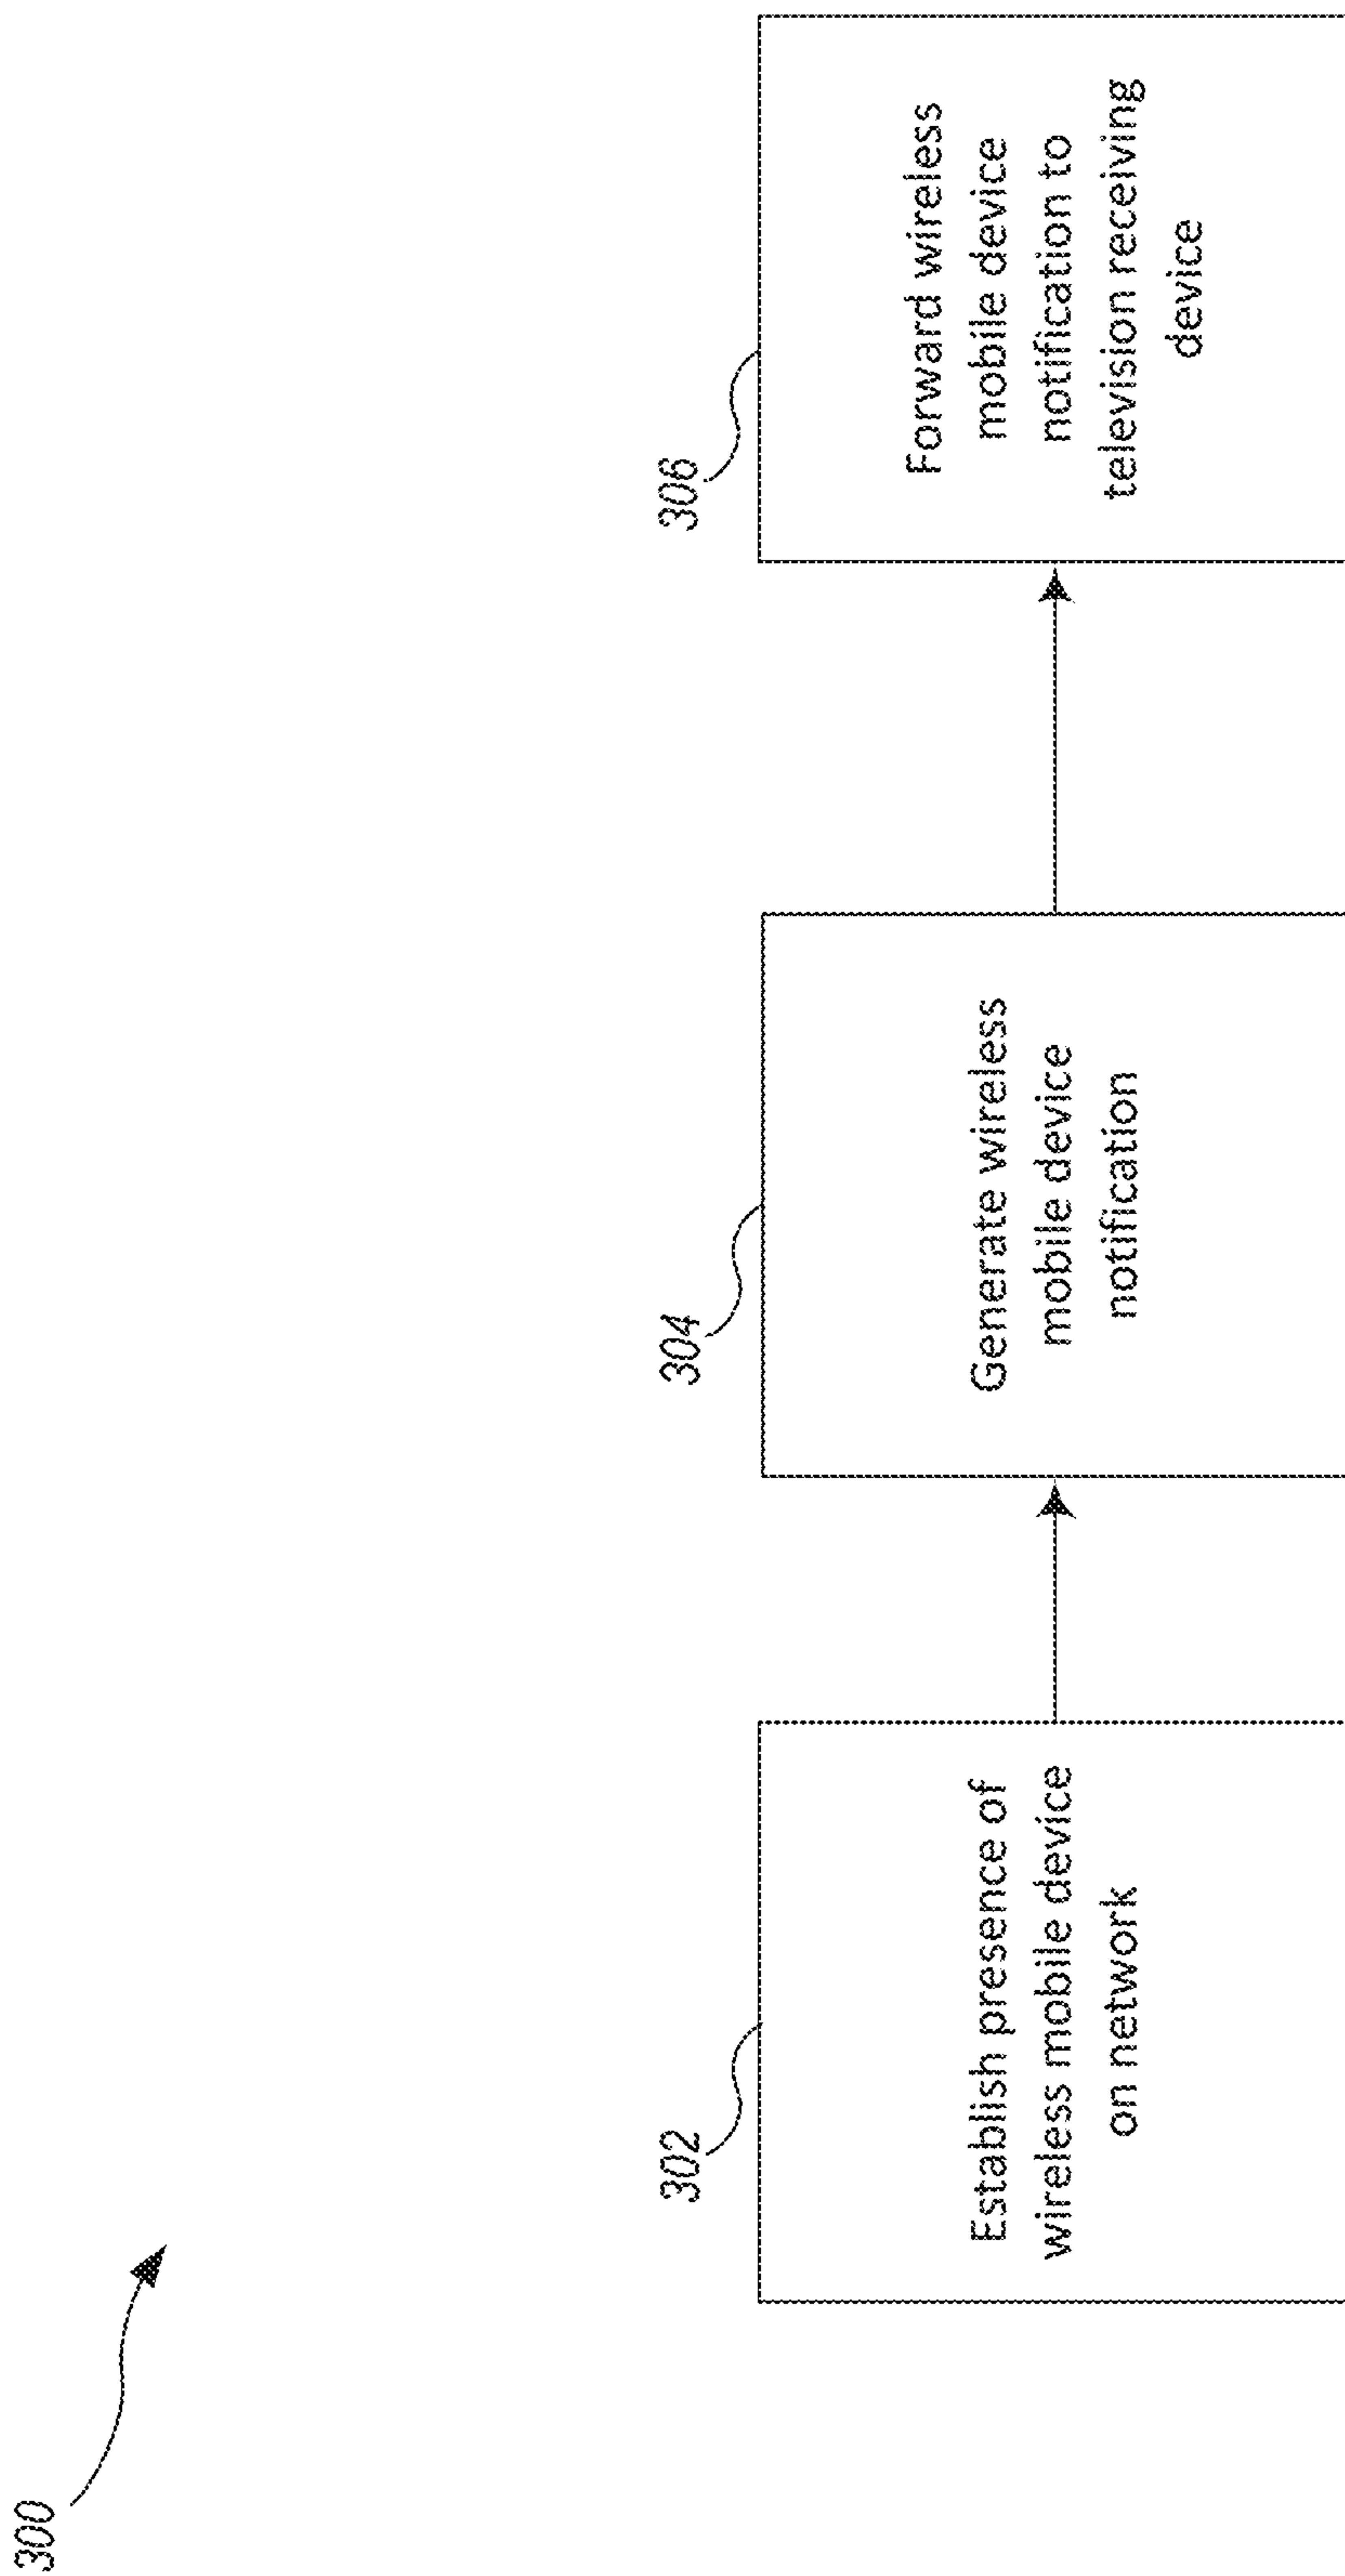 300
302
Establish presence of
wireless mobile device
on network
304
Generate wireless
mobile device
notification
306
Forward wireless
mobile device
notification to
television receiving
device